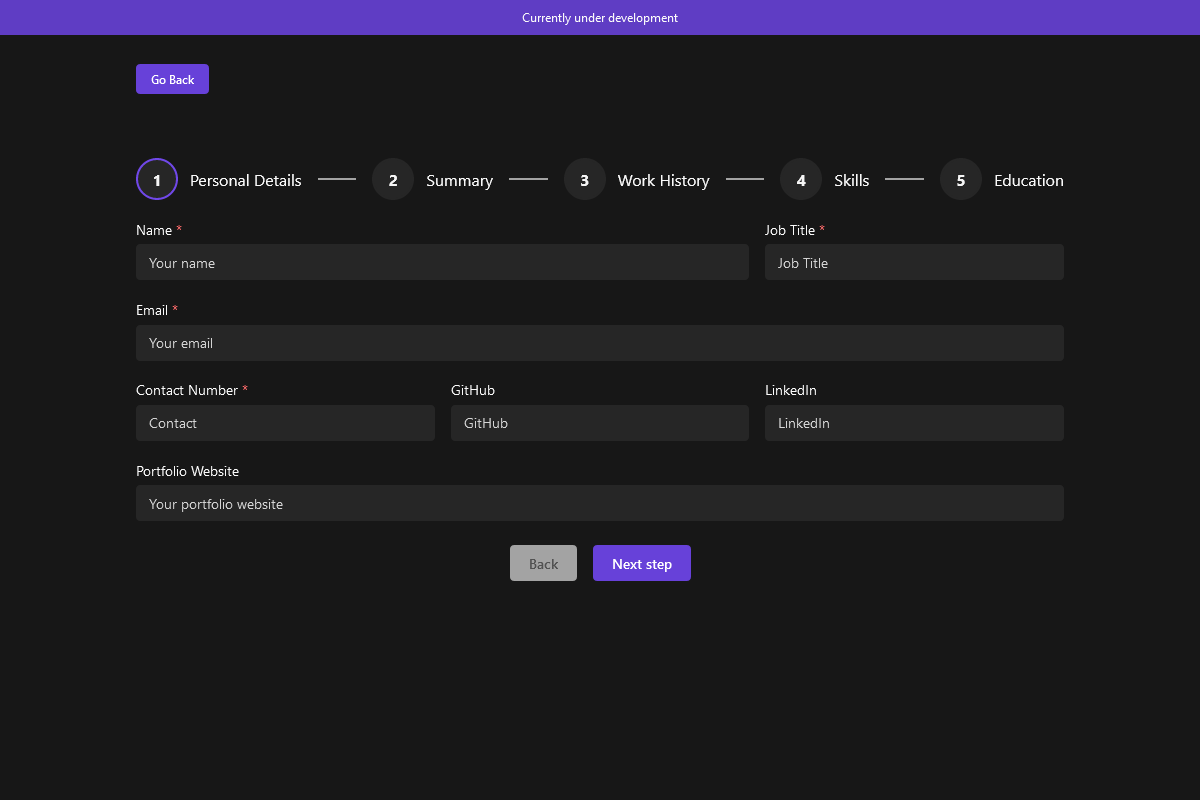 Currently under development
Go Back
1 Personal Details 2 Summary 3 Work History 4 Skills 5 Education
Name * Job Title *
Your name Job Title
Email *
Your email
Contact Number * GitHub LinkedIn
Contact GitHub LinkedIn
Portfolio Website
Your portfolio website
Back Next step